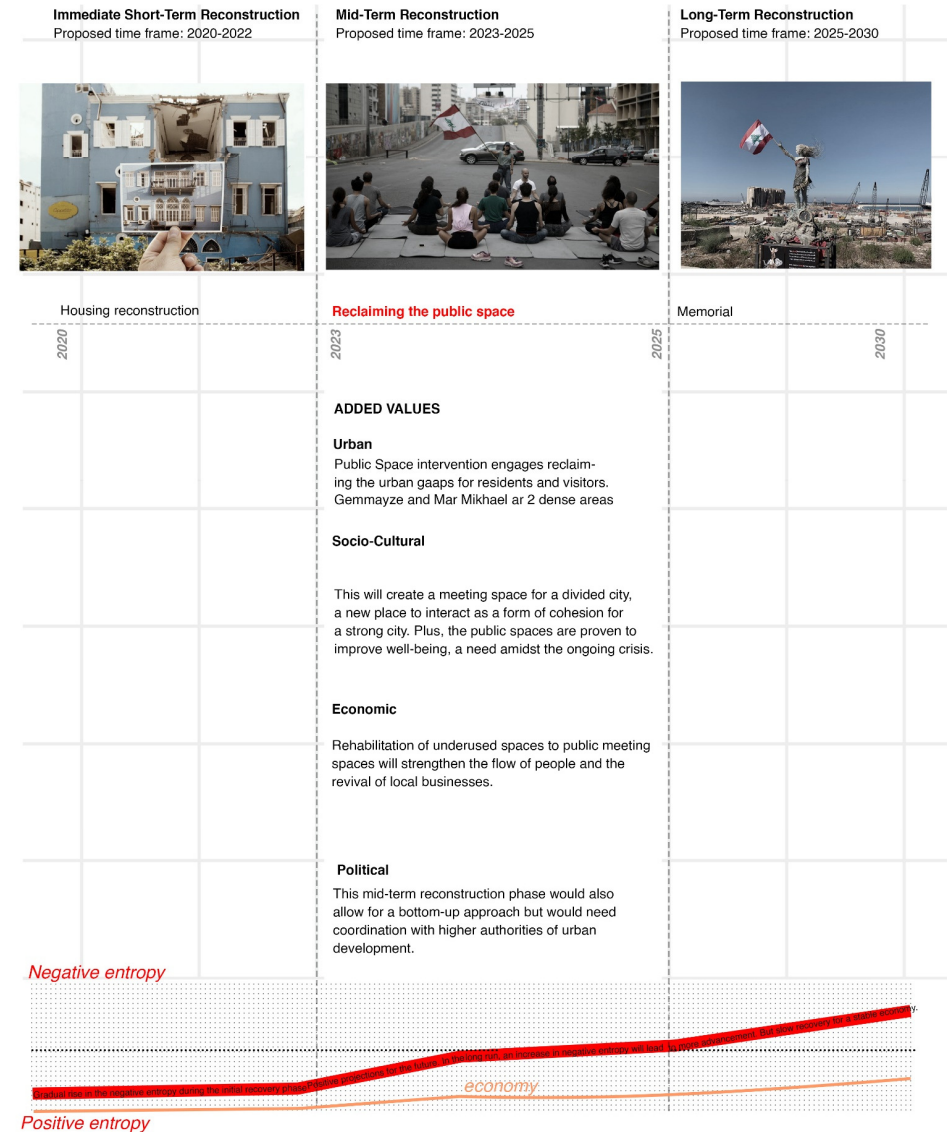 Immediate Short-Term Reconstruction
Proposed time frame: 2020-2022
Mid-Term Reconstruction
Proposed time frame: 2023-2025
Long-Term Reconstruction
Proposed time frame: 2025-2030
Housing reconstruction
Reclaiming the public space
Memorial
2020
2023
2025
2030
ADDED VALUES
Urban
Public Space intervention engages reclaim-
ing the urban gaaps for residents and visitors.
Gemmayze and Mar Mikhael ar 2 dense areas
Socio-Cultural
This will create a meeting space for a divided city,
a new place to interact as a form of cohesion for
a strong city. Plus, the public spaces are proven to
improve well-being, a need amidst the ongoing crisis.
Economic
Rehabilitation of underused spaces to public meeting
spaces will strengthen the flow of people and the
revival of local businesses.
Political
This mid-term reconstruction phase would also
allow for a bottom-up approach but would need
coordination with higher authorities of urban
development.
Negative entropy
Gradual rise in the negative entropy during the initial recovery phasePositive projections for the future. In the long run, an increase in negative entropy will lead to more advancement. But slow recovery for a stable economy.
economy
Positive entropy